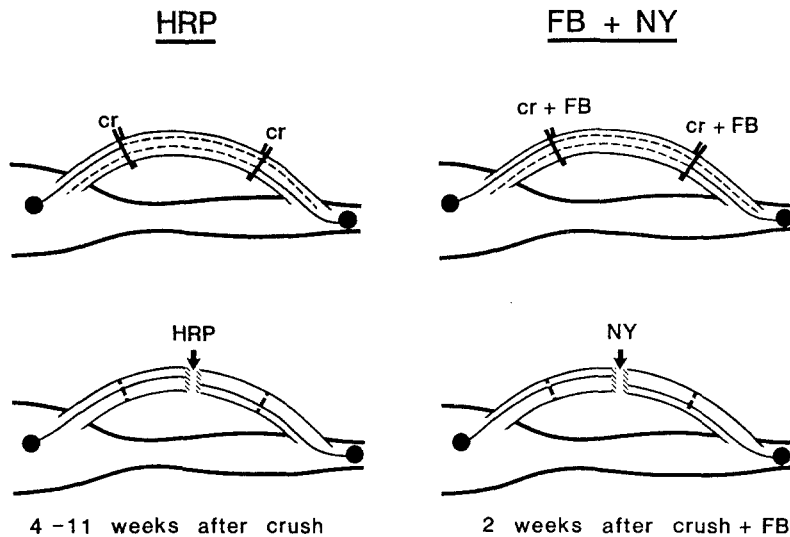 HRP
FB + NY
cr
cr
cr + FB
cr + FB
HRP
NY
4-11 weeks after crush
2 weeks after crush + FB